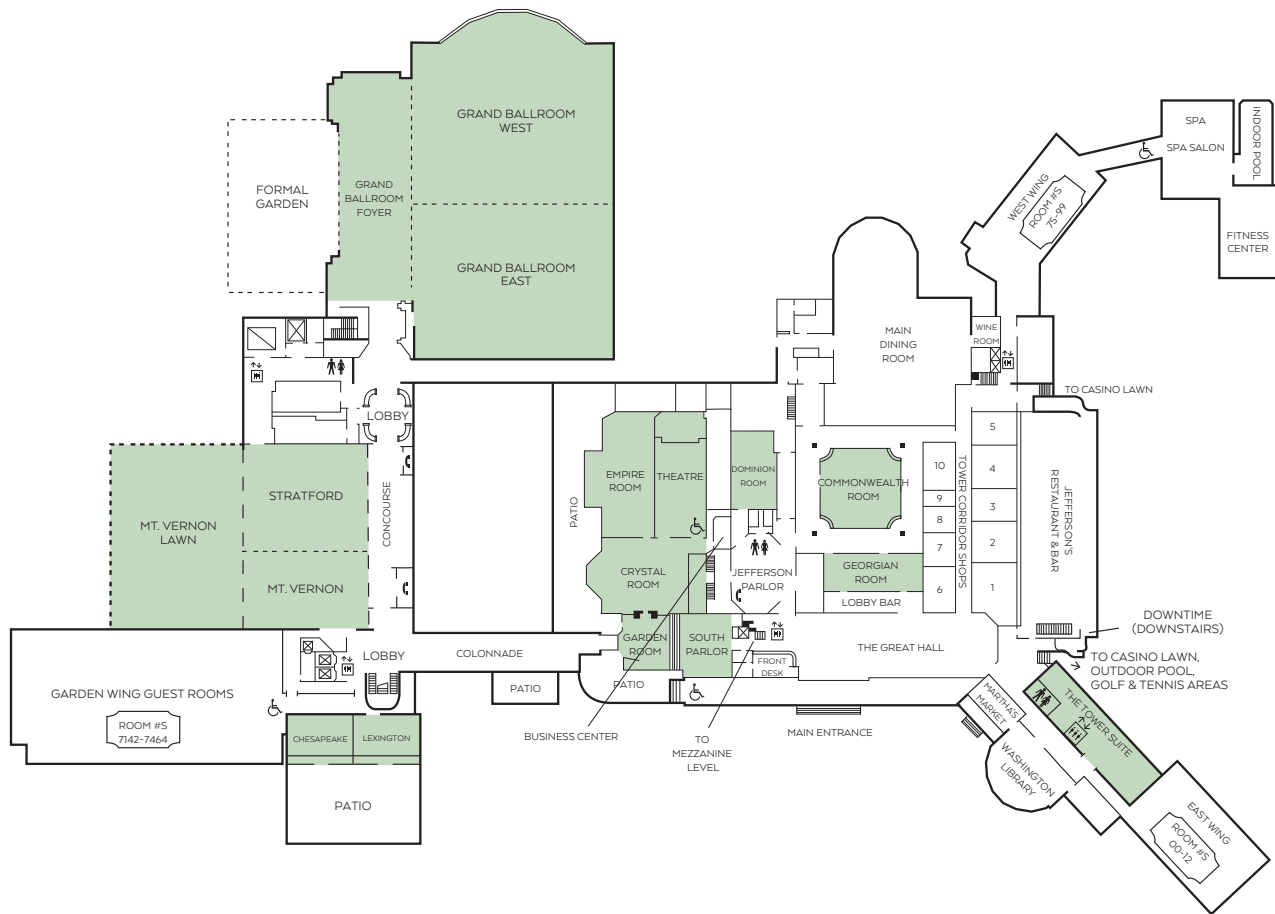 GRAND BALLROOM
WEST
GRAND
BALLROOM
FOYER
FORMAL
GARDEN
GRAND BALLROOM
EAST
SPA
SPA SALON
INDOOR POOL
FITNESS
CENTER
WEST WING
ROOM #S
75-99
MAIN
DINING
ROOM
WINE
ROOM
TO CASINO LAWN
LOBBY
STRATFORD
MT. VERNON
LAWN
MT. VERNON
CONCOURSE
PATIO
EMPIRE
ROOM
THEATRE
DOMINION
ROOM
COMMONWEALTH
ROOM
CRYSTAL
ROOM
JEFFERSON
PARLOR
GEORGIAN
ROOM
LOBBY BAR
10
9
8
7
6
TOWER CORRIDOR SHOPS
5
4
3
2
1
JEFFERSON'S
RESTAURANT & BAR
DOWNTIME
(DOWNSTAIRS)
TO CASINO LAWN,
OUTDOOR POOL,
GOLF & TENNIS AREAS
GARDEN
ROOM
SOUTH
PARLOR
THE GREAT HALL
FRONT
DESK
LOBBY
COLONNADE
PATIO
PATIO
GARDEN WING GUEST ROOMS
ROOM #S
7142-7464
CHESAPEAKE
LEXINGTON
PATIO
BUSINESS CENTER
TO
MEZZANINE
LEVEL
MAIN ENTRANCE
MARTHA'S
MARKET
WASHINGTON
LIBRARY
THE TOWER SUITE
EAST WING
ROOM #S
00-12